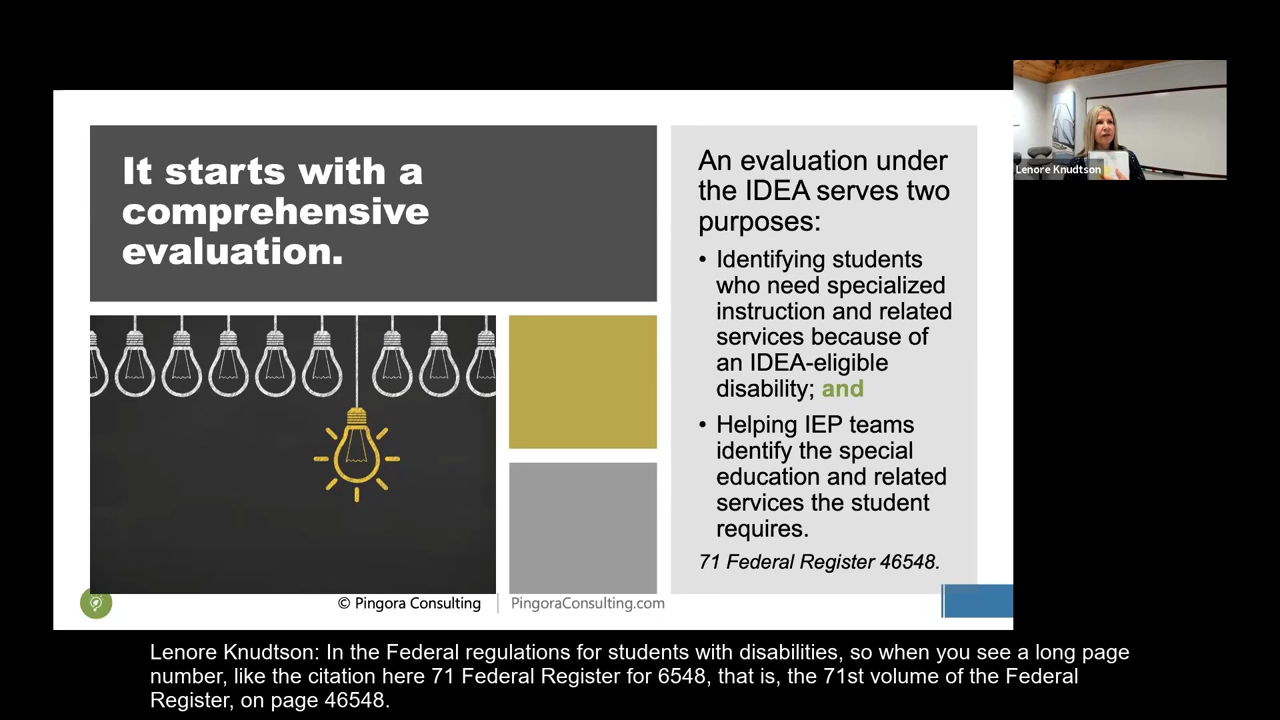 It starts with a
comprehensive
evaluation.
An evaluation under
the IDEA serves two
purposes:
• Identifying students
who need specialized
instruction and related
services because of
an IDEA-eligible
disability; and
• Helping IEP teams
identify the special
education and related
services the student
requires.
71 Federal Register 46548.
© Pingora Consulting
PingoraConsulting.com
Lenore Knudtson
Lenore Knudtson: In the Federal regulations for students with disabilities, so when you see a long page
number, like the citation here 71 Federal Register for 6548, that is, the 71st volume of the Federal
Register, on page 46548.